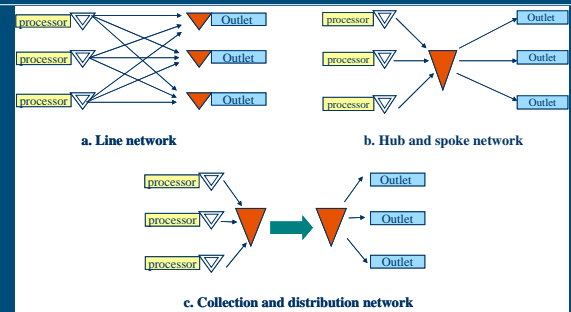 processor Outlet
processor Outlet
processor Outlet
a. Line network
processor Outlet
processor Outlet
processor Outlet
b. Hub and spoke network
processor Outlet
processor Outlet
processor Outlet
c. Collection and distribution network